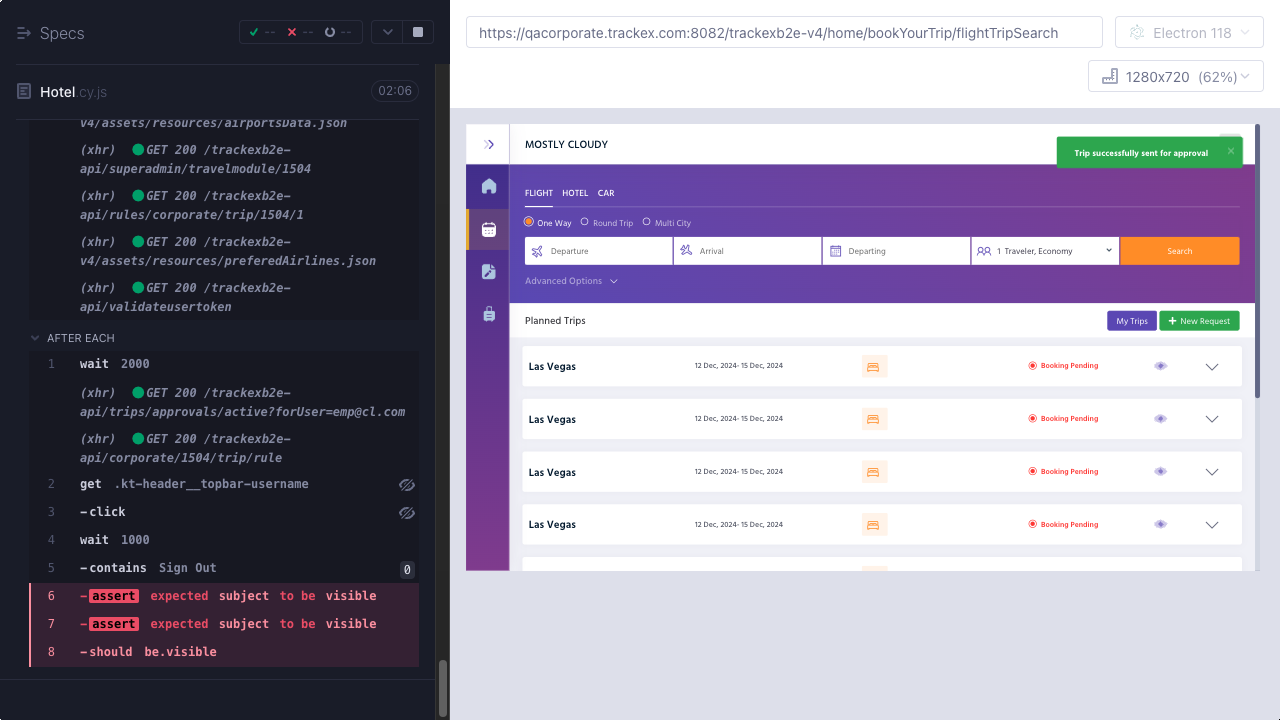 Specs
-- -- --
Hotel.cy.js
02:06
v4/assets/resources/airportsData.json
(xhr) GET 200 /trackexb2e-
api/superadmin/travelmodule/1504
(xhr) GET 200 /trackexb2e-
api/rules/corporate/trip/1504/1
(xhr) GET 200 /trackexb2e-
v4/assets/resources/preferedAirlines.json
(xhr) GET 200 /trackexb2e-
api/validateusertoken
AFTER EACH
1 wait 2000
(xhr) GET 200 /trackexb2e-
api/trips/approvals/active?forUser=emp@cl.com
(xhr) GET 200 /trackexb2e-
api/corporate/1504/trip/rule
2 get .kt-header__topbar-username
3 -click
4 wait 1000
5 -contains Sign Out 0
6 -assert expected subject to be visible
7 -assert expected subject to be visible
8 -should be.visible
https://qacorporate.trackex.com:8082/trackexb2e-v4/home/bookYourTrip/flightTripSearch
Electron 118
1280x720 (62%)
MOSTLY CLOUDY
Trip successfully sent for approval
FLIGHT HOTEL CAR
One Way Round Trip Multi City
Departure Arrival Departing 1 Traveler, Economy Search
Advanced Options
Planned Trips My Trips + New Request
Las Vegas 12 Dec, 2024- 15 Dec, 2024 Booking Pending
Las Vegas 12 Dec, 2024- 15 Dec, 2024 Booking Pending
Las Vegas 12 Dec, 2024- 15 Dec, 2024 Booking Pending
Las Vegas 12 Dec, 2024- 15 Dec, 2024 Booking Pending